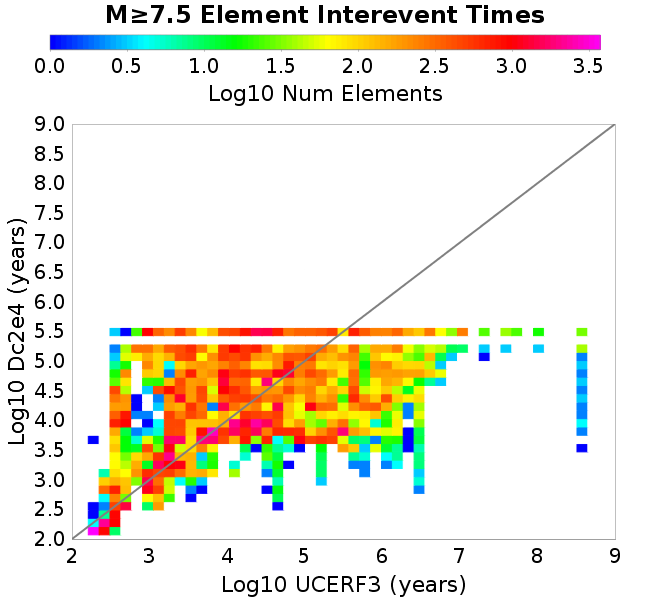 M≥7.5 Element Interevent Times
0.0 0.5 1.0 1.5 2.0 2.5 3.0 3.5
Log10 Num Elements
9.0
8.5
8.0
7.5
7.0
6.5
6.0
5.5
5.0
4.5
4.0
3.5
3.0
2.5
2.0
Log10 Dc2e4 (years)
2 3 4 5 6 7 8 9
Log10 UCERF3 (years)